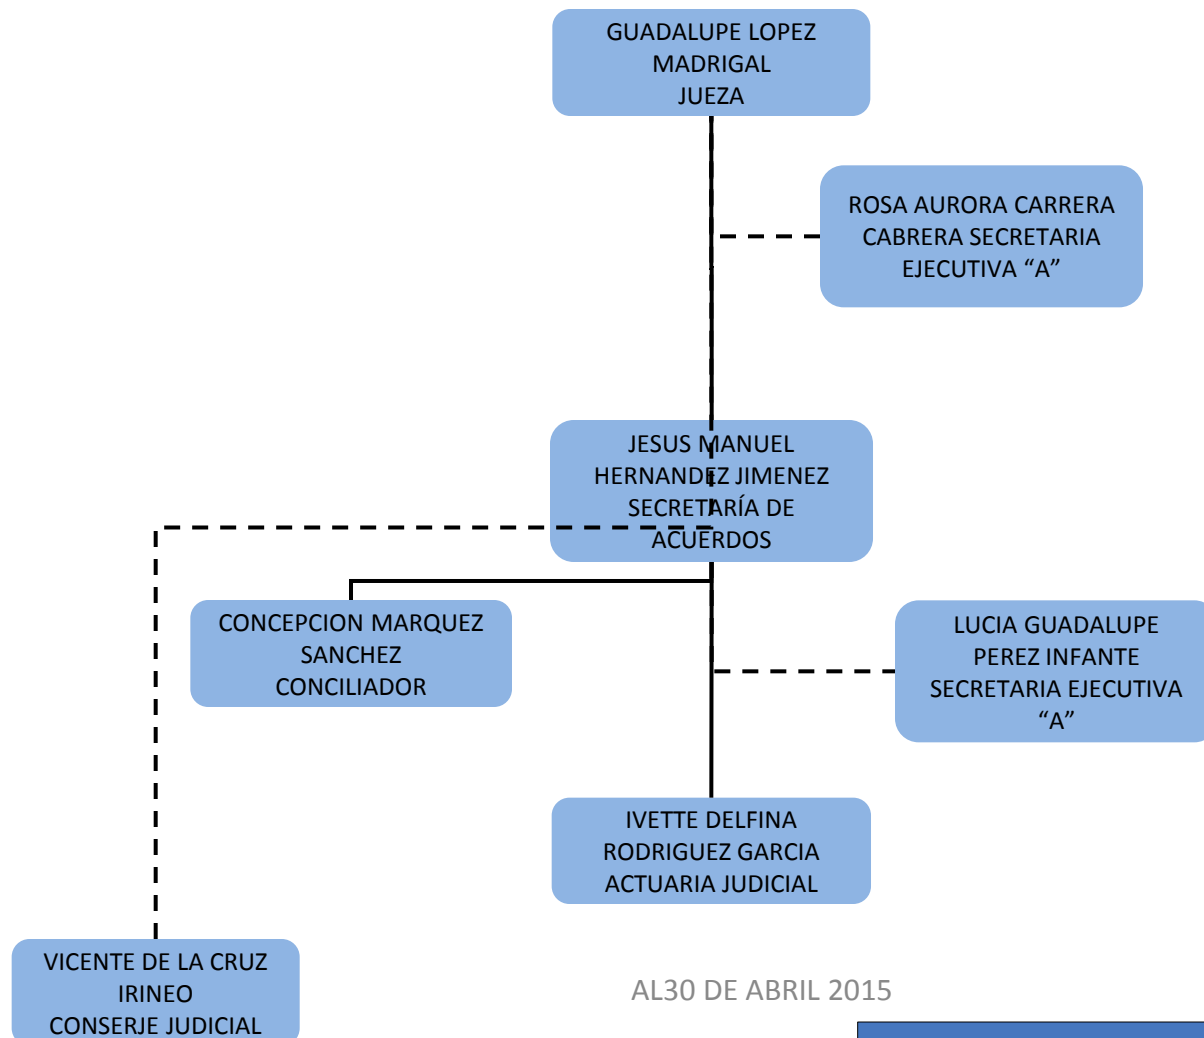 GUADALUPE LOPEZ
MADRIGAL
JUEZA
ROSA AURORA CARRERA
CABRERA SECRETARIA
EJECUTIVA “A”
JESUS MANUEL
HERNANDEZ JIMENEZ
SECRETARÍA DE
ACUERDOS
CONCEPCION MARQUEZ
SANCHEZ
CONCILIADOR
LUCIA GUADALUPE
PEREZ INFANTE
SECRETARIA EJECUTIVA
“A”
IVETTE DELFINA
RODRIGUEZ GARCIA
ACTUARIA JUDICIAL
VICENTE DE LA CRUZ
IRINEO
CONSERJE JUDICIAL
AL30 DE ABRIL 2015